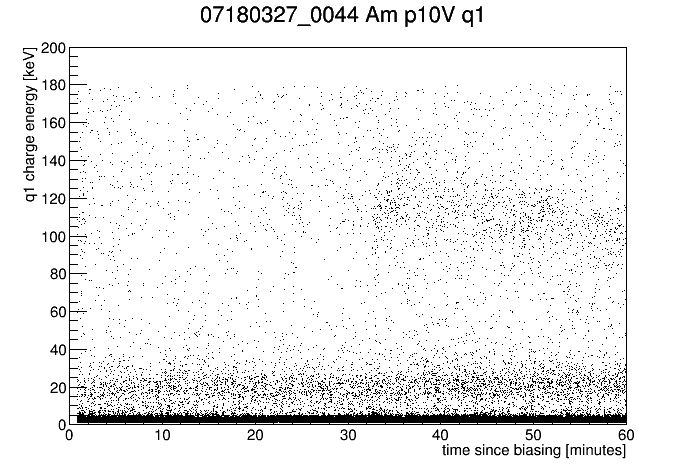 07180327_0044 Am p10V q1
q1 charge energy [keV]
200
180
160
140
120
100
80
60
40
20
0
0 10 20 30 40 50 60
time since biasing [minutes]